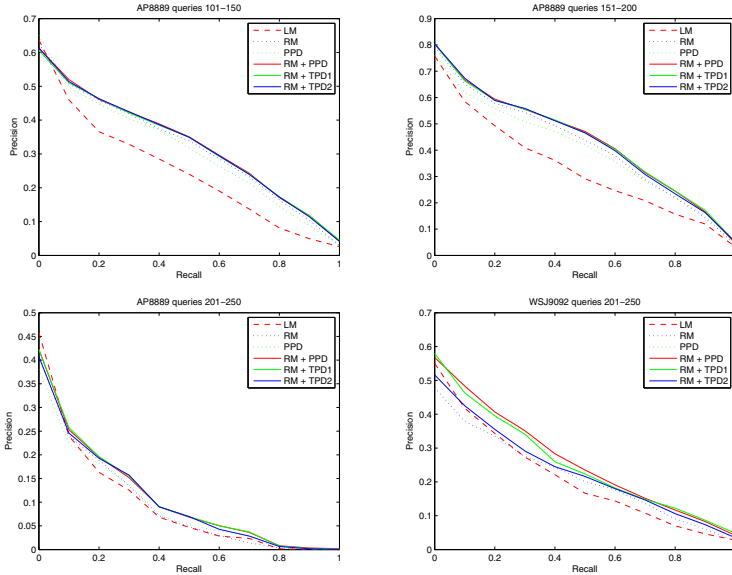 AP8889 queries 101−150
0.7
0.6
0.5
0.4
0.3
0.2
0.1
0
Precision
0
0.2
0.4
0.6
0.8
1
Recall
LM
RM
PPD
RM + PPD
RM + TPD1
RM + TPD2
AP8889 queries 151−200
0.9
0.8
0.7
0.6
0.5
0.4
0.3
0.2
0.1
0
Precision
0
0.2
0.4
0.6
0.8
Recall
LM
RM
PPD
RM + PPD
RM + TPD1
RM + TPD2
AP8889 queries 201−250
0.5
0.45
0.4
0.35
0.3
0.25
0.2
0.15
0.1
0.05
0
Precision
0
0.2
0.4
0.6
0.8
1
Recall
LM
RM
PPD
RM + PPD
RM + TPD1
RM + TPD2
WSJ9092 queries 201−250
0.7
0.6
0.5
0.4
0.3
0.2
0.1
0
Precision
0
0.2
0.4
0.6
0.8
Recall
LM
RM
PPD
RM + PPD
RM + TPD1
RM + TPD2